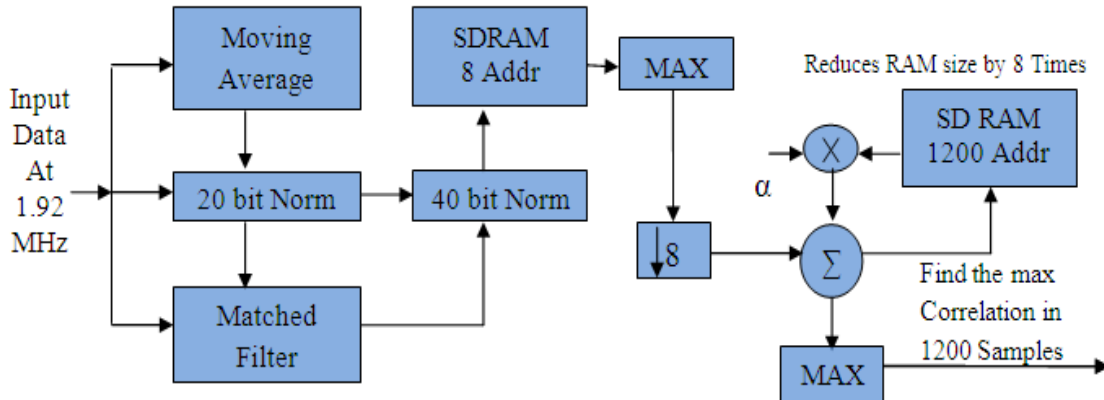 Input
Data
At
1.92
MHz
Moving
Average
20 bit Norm
Matched
Filter
SDRAM
8 Addr
40 bit Norm
MAX
↓8
Reduces RAM size by 8 Times
SD RAM
1200 Addr
X
α
Σ
Find the max
Correlation in
1200 Samples
MAX